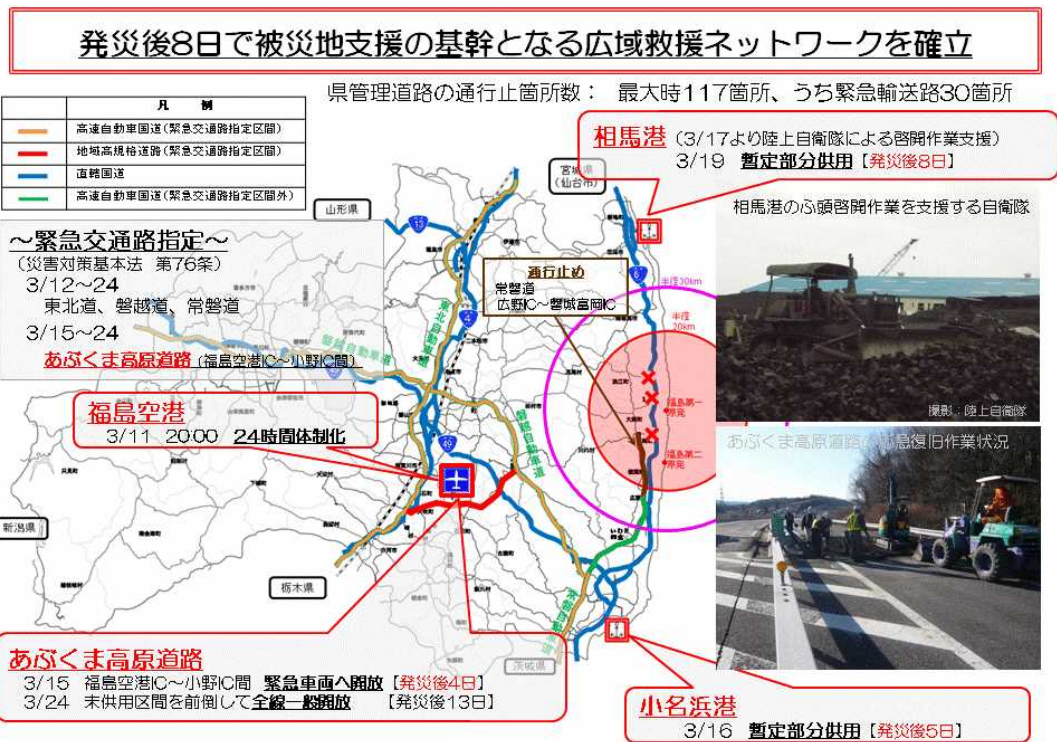 発災後8日で被災地支援の基幹となる広域救援ネットワークを確立
県管理道路の通行止箇所数： 最大時117箇所、うち緊急輸送路30箇所
凡 例
高速自動車国道(緊急交通路指定区間)
地域高規格道路(緊急交通路指定区間)
直轄国道
高速自動車国道(緊急交通路指定区間外)
相馬港 (3/17より陸上自衛隊による啓開作業支援)
3/19 暫定部分供用【発災後8日】
宮城県
(仙台市)
山形県
相馬港のふ頭啓開作業を支援する自衛隊
～緊急交通路指定～
(災害対策基本法 第76条)
3/12～24
東北道、磐越道、常磐道
3/15～24
あぶくま高原道路 (福島空港IC～小野IC間)
通行止め
常磐道
広野IC～磐城富岡IC
13
6
4
49
半径30km
半径
20km
東北自動車道
磐越自動車道
磐越自動車道
福島第一
原発
福島第二
原発
撮影：陸上自衛隊
福島空港
3/11 20:00 24時間体制化
新潟県
栃木県
茨城県
常磐自動車道
あぶくま高原道路
3/15 福島空港IC～小野IC間 緊急車両へ開放【発災後4日】
3/24 未供用区間を前倒して全線一般開放 【発災後13日】
小名浜港
3/16 暫定部分供用【発災後5日】